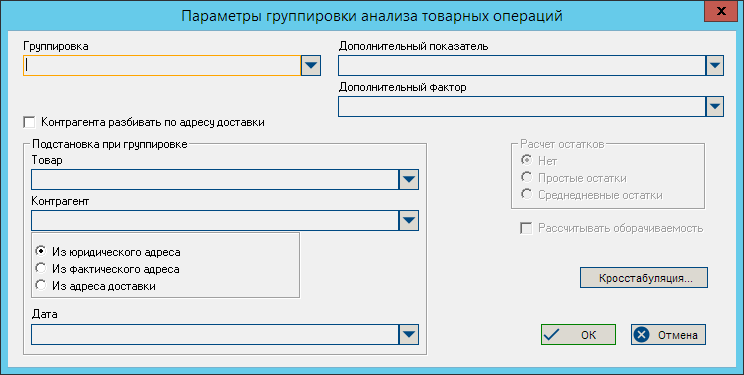 Параметры группировки анализа товарных операций
x
Группировка
Дополнительный показатель
Дополнительный фактор
Контрагента разбивать по адресу доставки
Подстановка при группировке
Товар
Контрагент
Из юридического адреса
Из фактического адреса
Из адреса доставки
Дата
Расчет остатков
Нет
Простые остатки
Среднедневные остатки
Рассчитывать оборачиваемость
Кросстабуляция...
ОК
Отмена